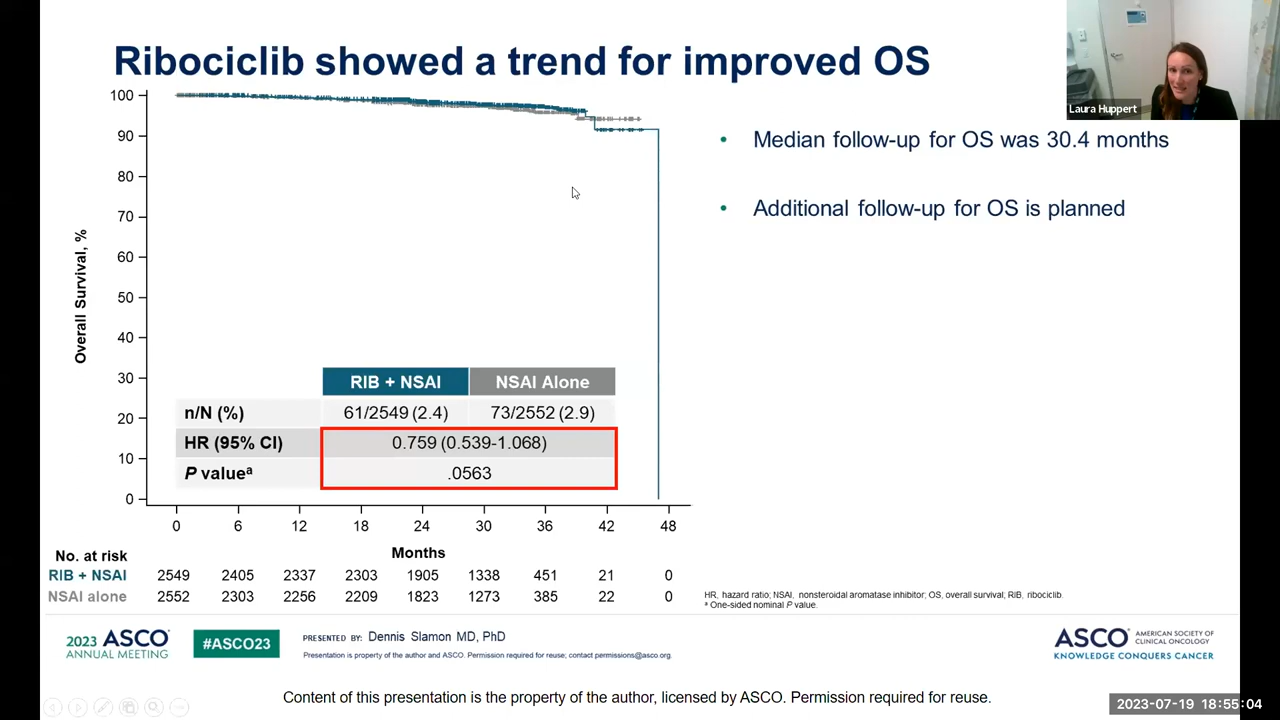 Ribociclib showed a trend for improved OS
Laura Huppert
100
90
80
70
60
50
40
30
20
10
0
Overall Survival, %
• Median follow-up for OS was 30.4 months
• Additional follow-up for OS is planned
RIB + NSAI NSAI Alone
n/N (%) 61/2549 (2.4) 73/2552 (2.9)
HR (95% CI) 0.759 (0.539-1.068)
P valueᵃ .0563
0 6 12 18 24 30 36 42 48
Months
No. at risk
RIB + NSAI 2549 2405 2337 2303 1905 1338 451 21 0
NSAI alone 2552 2303 2256 2209 1823 1273 385 22 0
HR, hazard ratio; NSAI, nonsteroidal aromatase inhibitor; OS, overall survival; RIB, ribociclib.
ᵃ One-sided nominal P value.
2023 ASCO®
ANNUAL MEETING
#ASCO23
PRESENTED BY: Dennis Slamon MD, PhD
Presentation is property of the author and ASCO. Permission required for reuse; contact permissions@asco.org.
ASCO® AMERICAN SOCIETY OF
CLINICAL ONCOLOGY
KNOWLEDGE CONQUERS CANCER
Content of this presentation is the property of the author, licensed by ASCO. Permission required for reuse.
2023-07-19 18:55:04